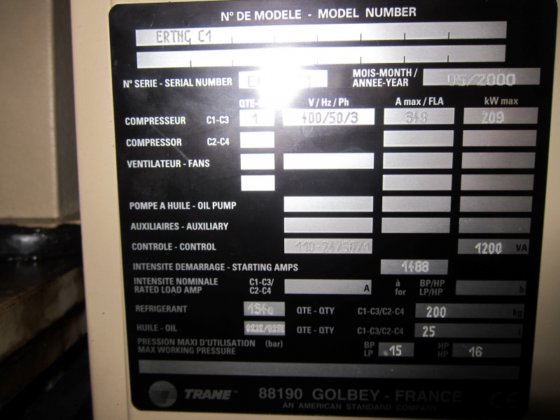 N° DE MODELE - MODEL NUMBER
ERTHG C1
N° SERIE - SERIAL NUMBER MOIS-MONTH / ANNEE-YEAR 05/2000
V / Hz / Ph A max / FLA kW max
COMPRESSEUR C1-C3 1 400/50/3 348 209
COMPRESSOR C2-C4
VENTILATEUR - FANS
POMPE A HUILE - OIL PUMP
AUXILIAIRES - AUXILIARY
CONTROLE - CONTROL 1200 VA
INTENSITE DEMARRAGE - STARTING AMPS 1488
INTENSITE NOMINALE C1-C3/ à BP/HP
RATED LOAD AMP C2-C4 A for LP/HP h
REFRIGERANT 134a QTE - QTY C1-C3/C2-C4 200 kg
HUILE - OIL QTE - QTY C1-C3/C2-C4 25
PRESSION MAXI D'UTILISATION (bar) BP HP
MAX WORKING PRESSURE LP 15 HP 16
TRANE 88190 GOLBEY - FRANCE
AN AMERICAN STANDARD COMPANY